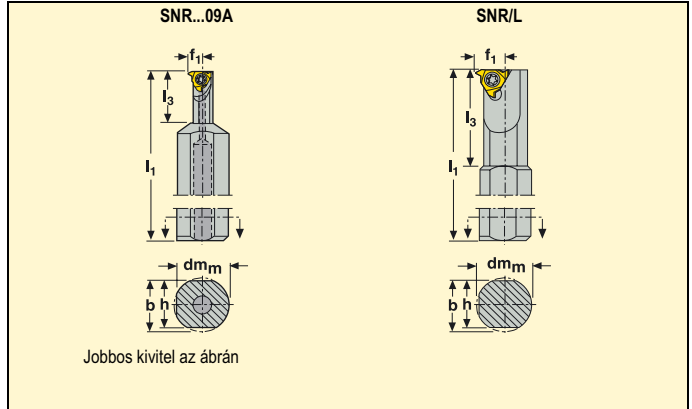 SNR...09A
SNR/L
f1
f1
l3
l3
l1
l1
dmm
dmm
b h
b h
Jobbos kivitel az ábrán